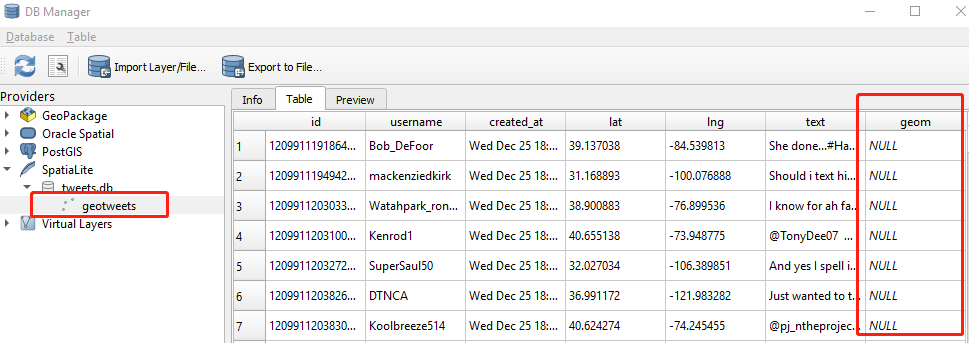 DB Manager
Database Table
Import Layer/File... Export to File...
Providers
GeoPackage
Oracle Spatial
PostGIS
SpatiaLite
tweets.db
geotweets
Virtual Layers
Info Table Preview
id username created_at lat lng text geom
1 1209911191864... Bob_DeFoor Wed Dec 25 18:... 39.137038 -84.539813 She done...#Ha... NULL
2 1209911194942... mackenziedkirk Wed Dec 25 18:... 31.168893 -100.076888 Should i text hi... NULL
3 1209911203033... Watahpark_ron... Wed Dec 25 18:... 38.900883 -76.899536 I know for ah fa... NULL
4 1209911203100... Kenrod1 Wed Dec 25 18:... 40.655138 -73.948775 @TonyDee07 ... NULL
5 1209911203272... SuperSaul50 Wed Dec 25 18:... 32.027034 -106.389851 And yes I spell i... NULL
6 1209911203826... DTNCA Wed Dec 25 18:... 36.991172 -121.983282 Just wanted to t... NULL
7 1209911203830... Koolbreeze514 Wed Dec 25 18:... 40.624274 -74.245455 @pj_ntheprojec... NULL